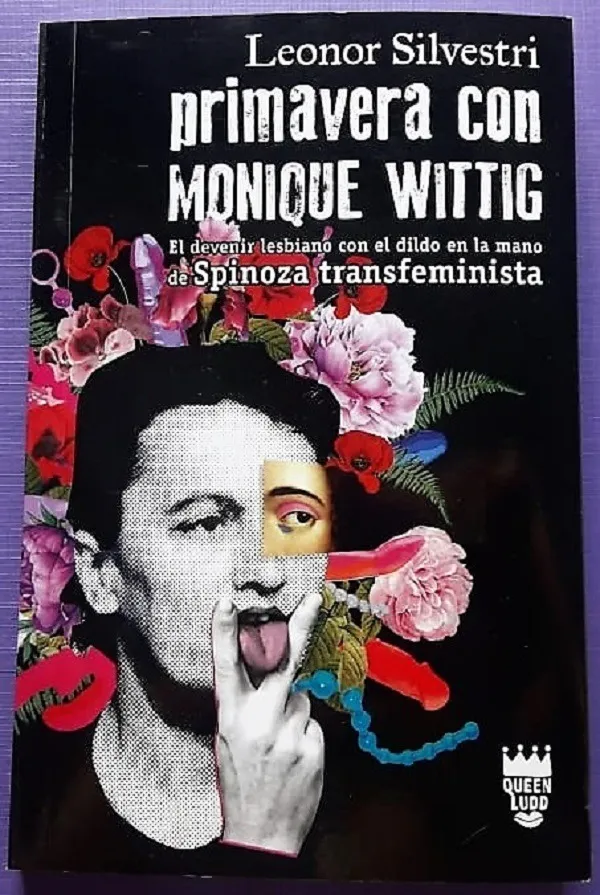 Leonor Silvestri
primavera con
MONIQUE WITTIG
El devenir lesbiano con el dildo en la mano
de Spinoza transfeminista
QUEEN
LUDD